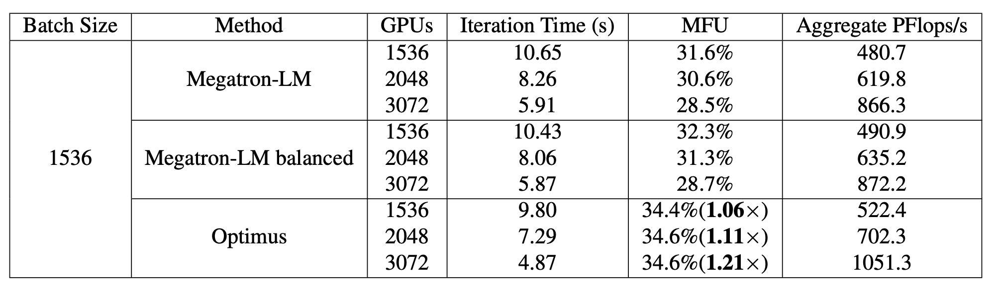 Batch Size Method GPUs Iteration Time (s) MFU Aggregate PFlops/s
1536 10.65 31.6% 480.7
Megatron-LM 2048 8.26 30.6% 619.8
3072 5.91 28.5% 866.3
1536 10.43 32.3% 490.9
1536 Megatron-LM balanced 2048 8.06 31.3% 635.2
3072 5.87 28.7% 872.2
1536 9.80 34.4%(1.06×) 522.4
Optimus 2048 7.29 34.6%(1.11×) 702.3
3072 4.87 34.6%(1.21×) 1051.3